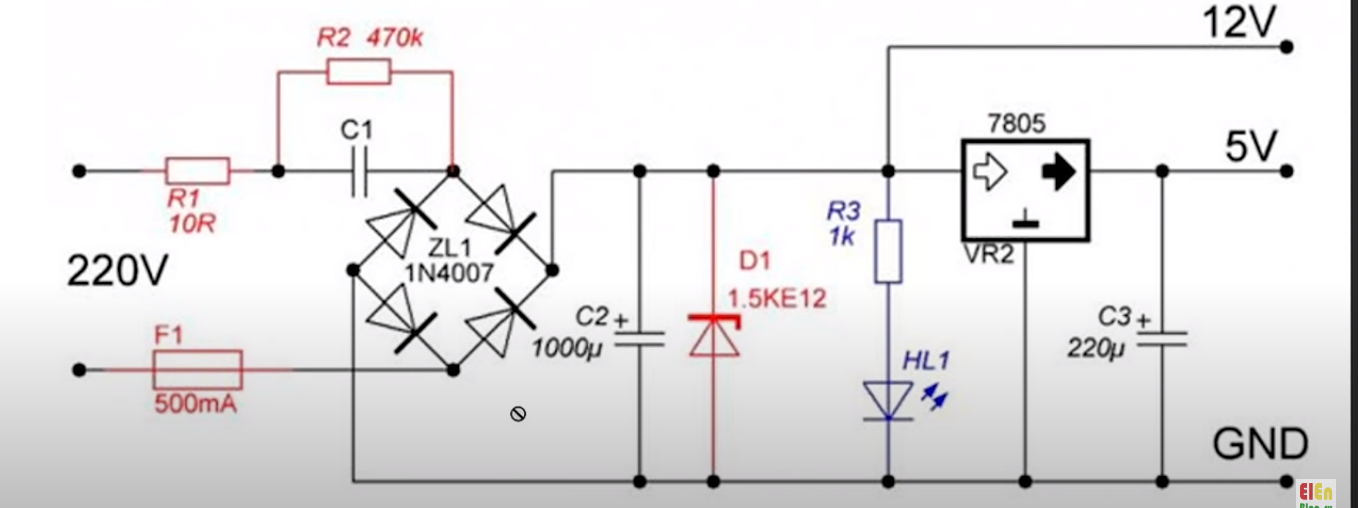 12V
R2 470k
C1
7805
5V
R1
10R
R3
1k
ZL1
1N4007
VR2
220V
D1
1.5KE12
F1
C2+
1000µ
C3+
220µ
HL1
500mA
GND
ElEn